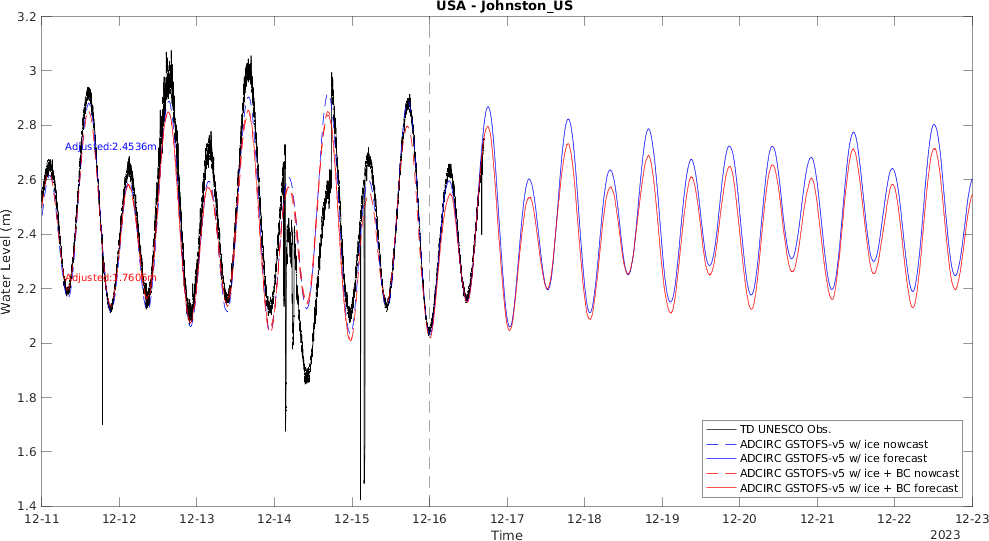 USA - Johnston_US
3.2
3
2.8
2.6
2.4
2.2
2
1.8
1.6
1.4
Water Level (m)
Adjusted:2.4536m
Adjusted:1.7606m
TD UNESCO Obs.
ADCIRC GSTOFS-v5 w/ ice nowcast
ADCIRC GSTOFS-v5 w/ ice forecast
ADCIRC GSTOFS-v5 w/ ice + BC nowcast
ADCIRC GSTOFS-v5 w/ ice + BC forecast
12-11 12-12 12-13 12-14 12-15 12-16 12-17 12-18 12-19 12-20 12-21 12-22 12-23
Time
2023